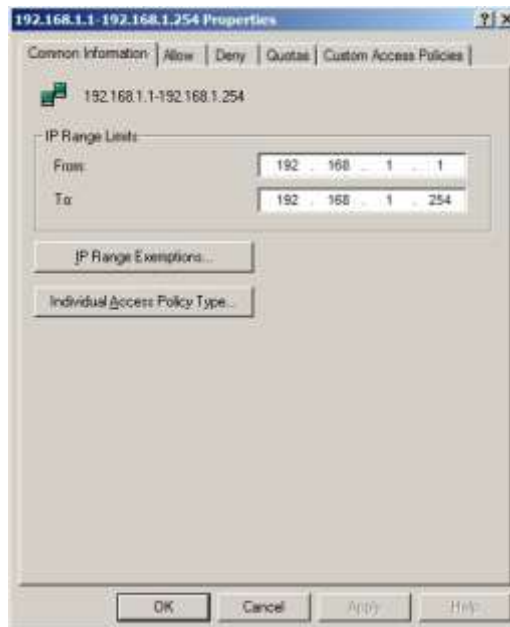 192.168.1.1-192.168.1.254 Properties
Common Information Allow Deny Quotas Custom Access Policies
192.168.1.1-192.168.1.254
IP Range Limits
From: 192 . 168 . 1 . 1
To: 192 . 168 . 1 . 254
IP Range Exemptions...
Individual Access Policy Type...
OK Cancel Apply Help